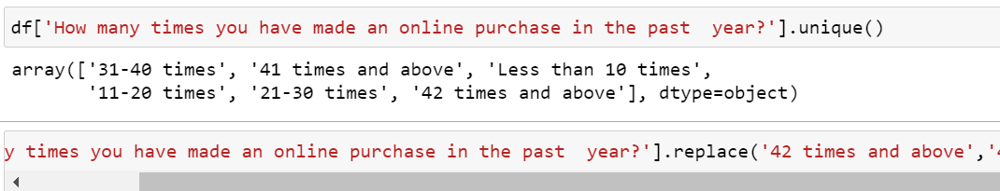 df['How many times you have made an online purchase in the past  year?'].unique()
array(['31-40 times', '41 times and above', 'Less than 10 times',
'11-20 times', '21-30 times', '42 times and above'], dtype=object)
y times you have made an online purchase in the past  year?'].replace('42 times and above','